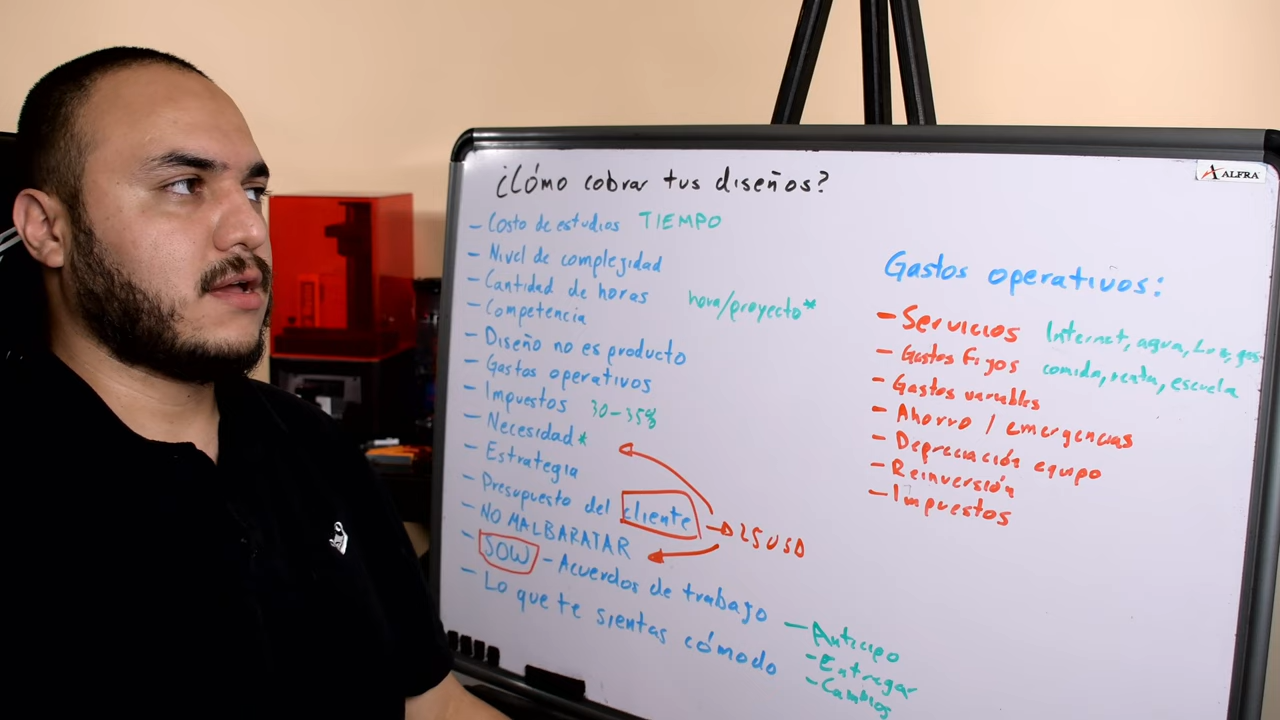 ¿Cómo cobrar tus diseños?
ALFRA
- Costo de estudios TIEMPO
- Nivel de complejidad
- Cantidad de horas hora/proyecto*
- Competencia
- Diseño no es producto
- Gastos operativos
- Impuestos 30-35%
- Necesidad*
- Estrategia
- Presupuesto del cliente → 25 USD
- NO MALBARATAR
- SOW - Acuerdos de trabajo
- Anticipo
- Entregar
- Cambios
- Lo que te sientas cómodo
Gastos operativos:
- Servicios Internet, agua, Luz, gas
- Gastos fijos comida, renta, escuela
- Gastos variables
- Ahorro / emergencias
- Depreciación equipo
- Reinversión
- Impuestos